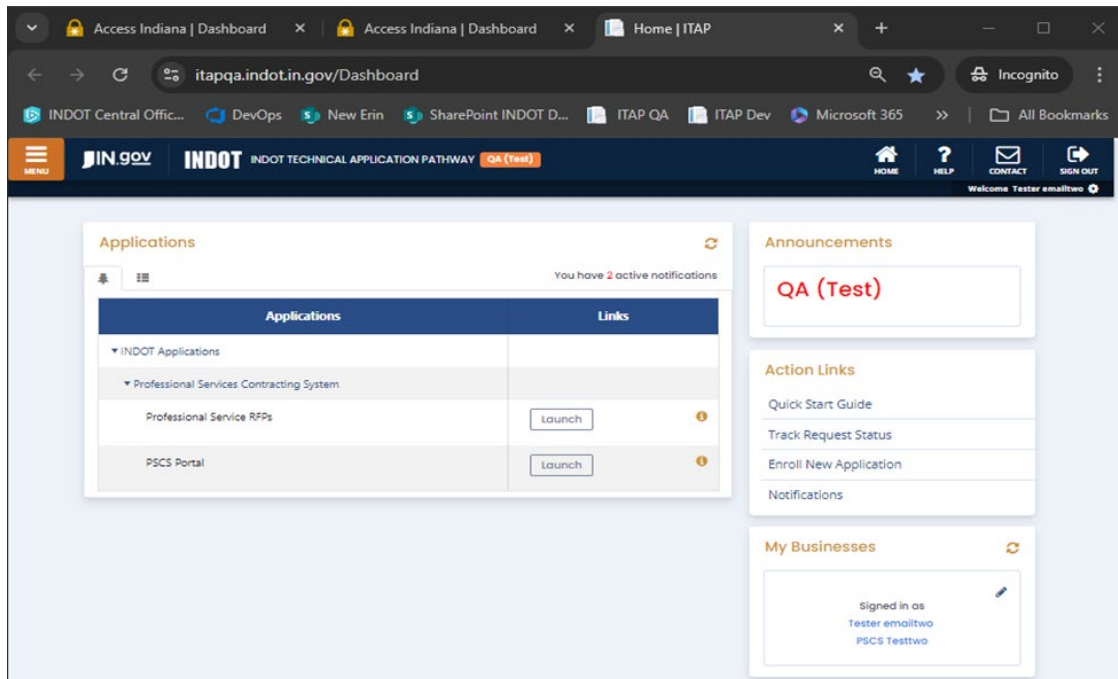 Access Indiana | Dashboard
Access Indiana | Dashboard
Home | ITAP
itapqa.indot.in.gov/Dashboard
Incognito
INDOT Central Offic...
DevOps
New Erin
SharePoint INDOT D...
ITAP QA
ITAP Dev
Microsoft 365
All Bookmarks
MENU
IN.gov
INDOT INDOT TECHNICAL APPLICATION PATHWAY QA (Test)
HOME
HELP
CONTACT
SIGN OUT
Welcome Tester emailtwo
Applications
You have 2 active notifications
Applications Links
INDOT Applications
Professional Services Contracting System
Professional Service RFPs Launch
PSCS Portal Launch
Announcements
QA (Test)
Action Links
Quick Start Guide
Track Request Status
Enroll New Application
Notifications
My Businesses
Signed in as
Tester emailtwo
PSCS Testtwo